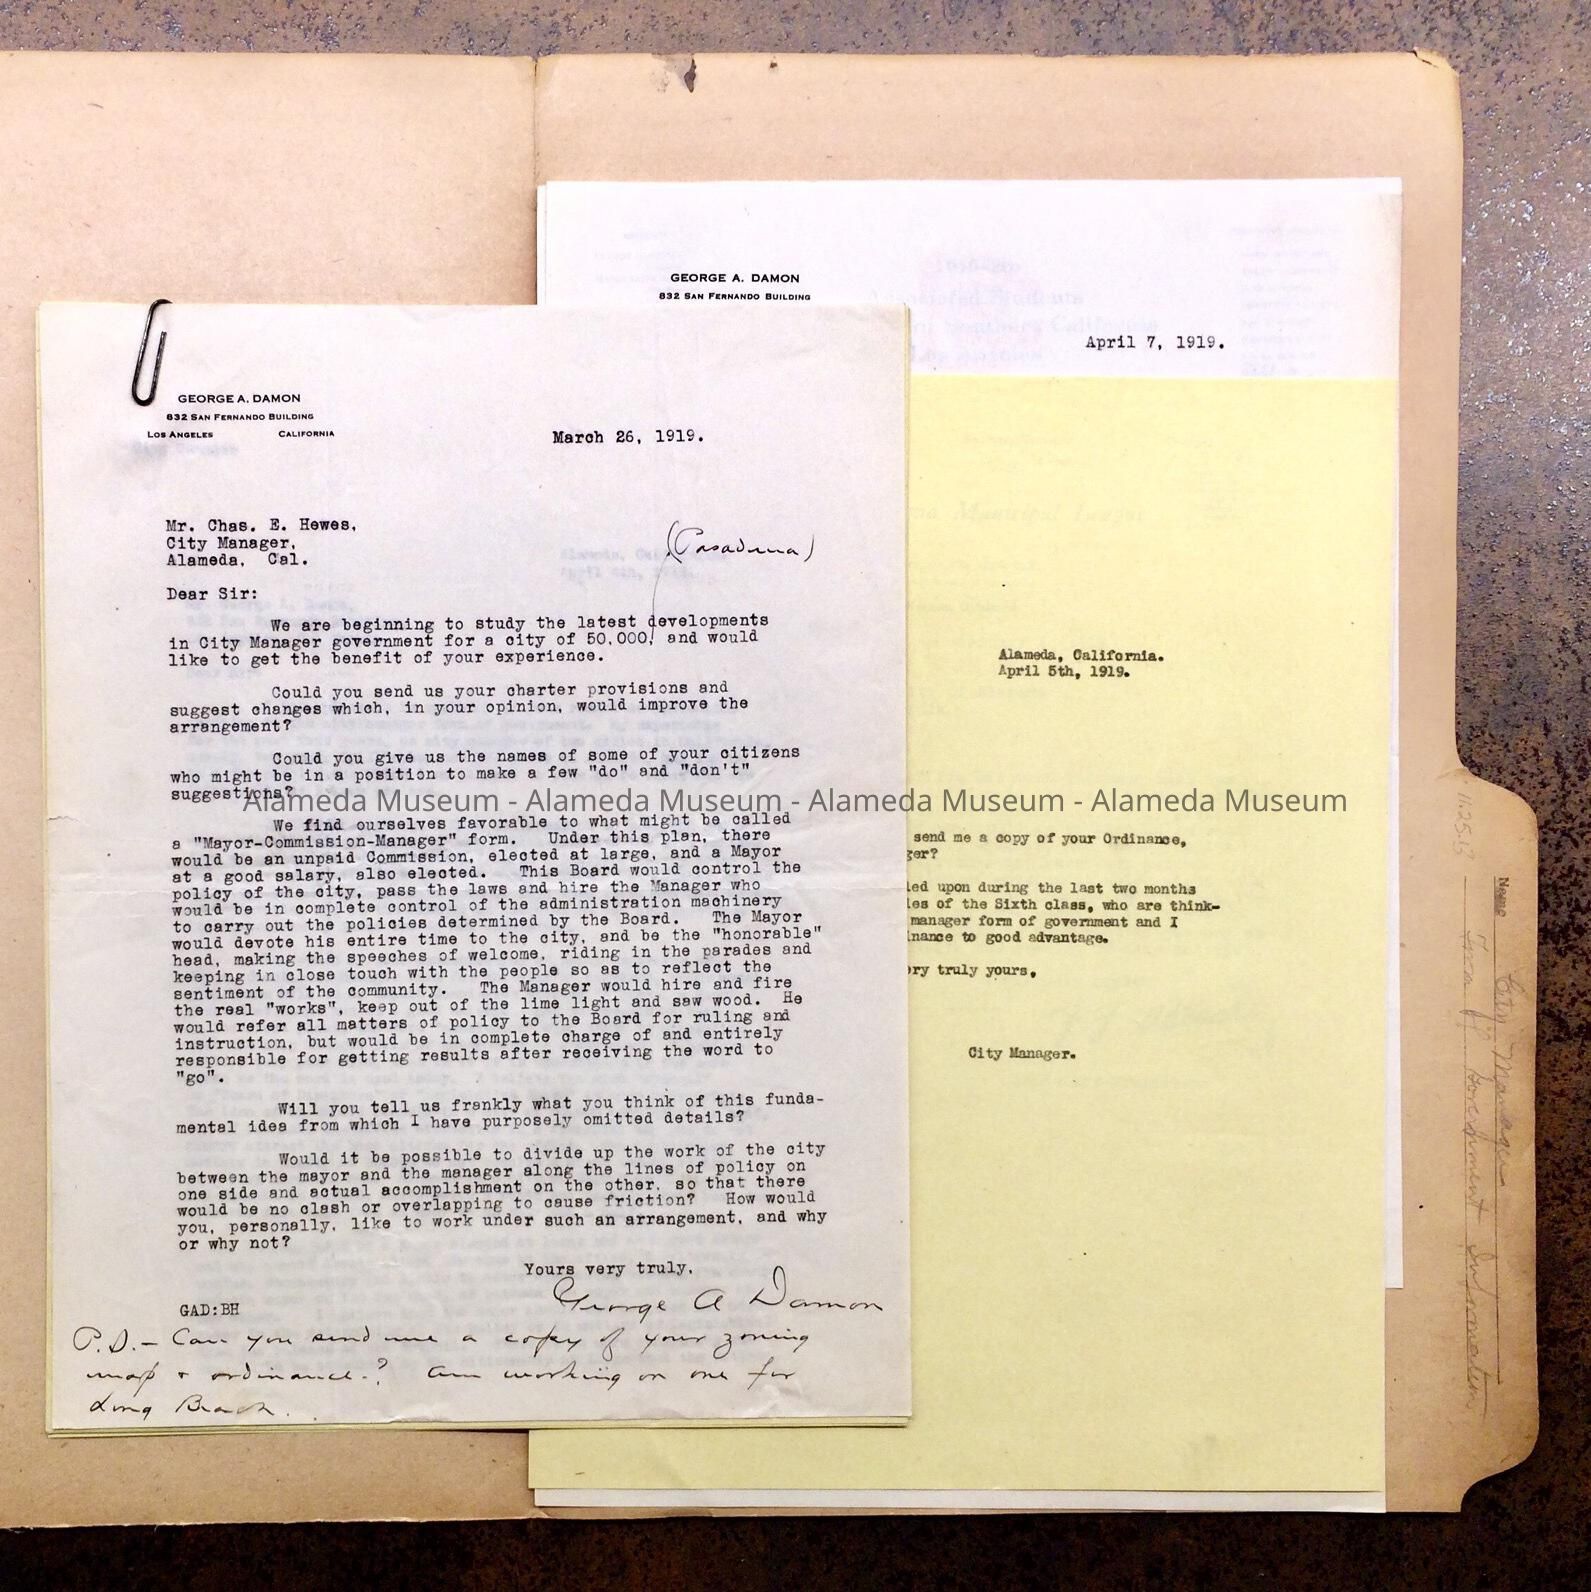 GEORGE A. DAMON
832 SAN FERNANDO BUILDING
April 7, 1919.
GEORGE A. DAMON
832 SAN FERNANDO BUILDING
LOS ANGELES CALIFORNIA
March 26, 1919.
Mr. Chas. E. Hewes,
City Manager,
Alameda, Cal.
(Pasadena)
Dear Sir:
We are beginning to study the latest developments
in City Manager government for a city of 50,000, and would
like to get the benefit of your experience.
Could you send us your charter provisions and
suggest changes which, in your opinion, would improve the
arrangement?
Could you give us the names of some of your citizens
who might be in a position to make a few "do" and "don't"
suggestions?
We find ourselves favorable to what might be called
a "Mayor-Commission-Manager" form. Under this plan, there
would be an unpaid Commission, elected at large, and a Mayor
at a good salary, also elected. This Board would control the
policy of the city, pass the laws and hire the Manager who
would be in complete control of the administration machinery
to carry out the policies determined by the Board. The Mayor
would devote his entire time to the city, and be the "honorable"
head, making the speeches of welcome, riding in the parades and
keeping in close touch with the people so as to reflect the
sentiment of the community. The Manager would hire and fire
the real "works", keep out of the lime light and saw wood. He
would refer all matters of policy to the Board for ruling and
instruction, but would be in complete charge of and entirely
responsible for getting results after receiving the word to
"go".
Will you tell us frankly what you think of this funda-
mental idea from which I have purposely omitted details?
Would it be possible to divide up the work of the city
between the mayor and the manager along the lines of policy on
one side and actual accomplishment on the other, so that there
would be no clash or overlapping to cause friction? How would
you, personally, like to work under such an arrangement, and why
or why not?
Yours very truly,
George A Damon
GAD:BH
P.S.- Can you send me a copy of your zoning
map & ordinance-? Am working on one for
Long Beach.
Alameda, California.
April 5th, 1919.
send me a copy of your Ordinance,
ger?
led upon during the last two months
ies of the Sixth class, who are think-
manager form of government and I
inance to good advantage.
ery truly yours,
City Manager.
Name City Manager
Form of Government Information
Alameda Museum - Alameda Museum - Alameda Museum - Alameda Museum